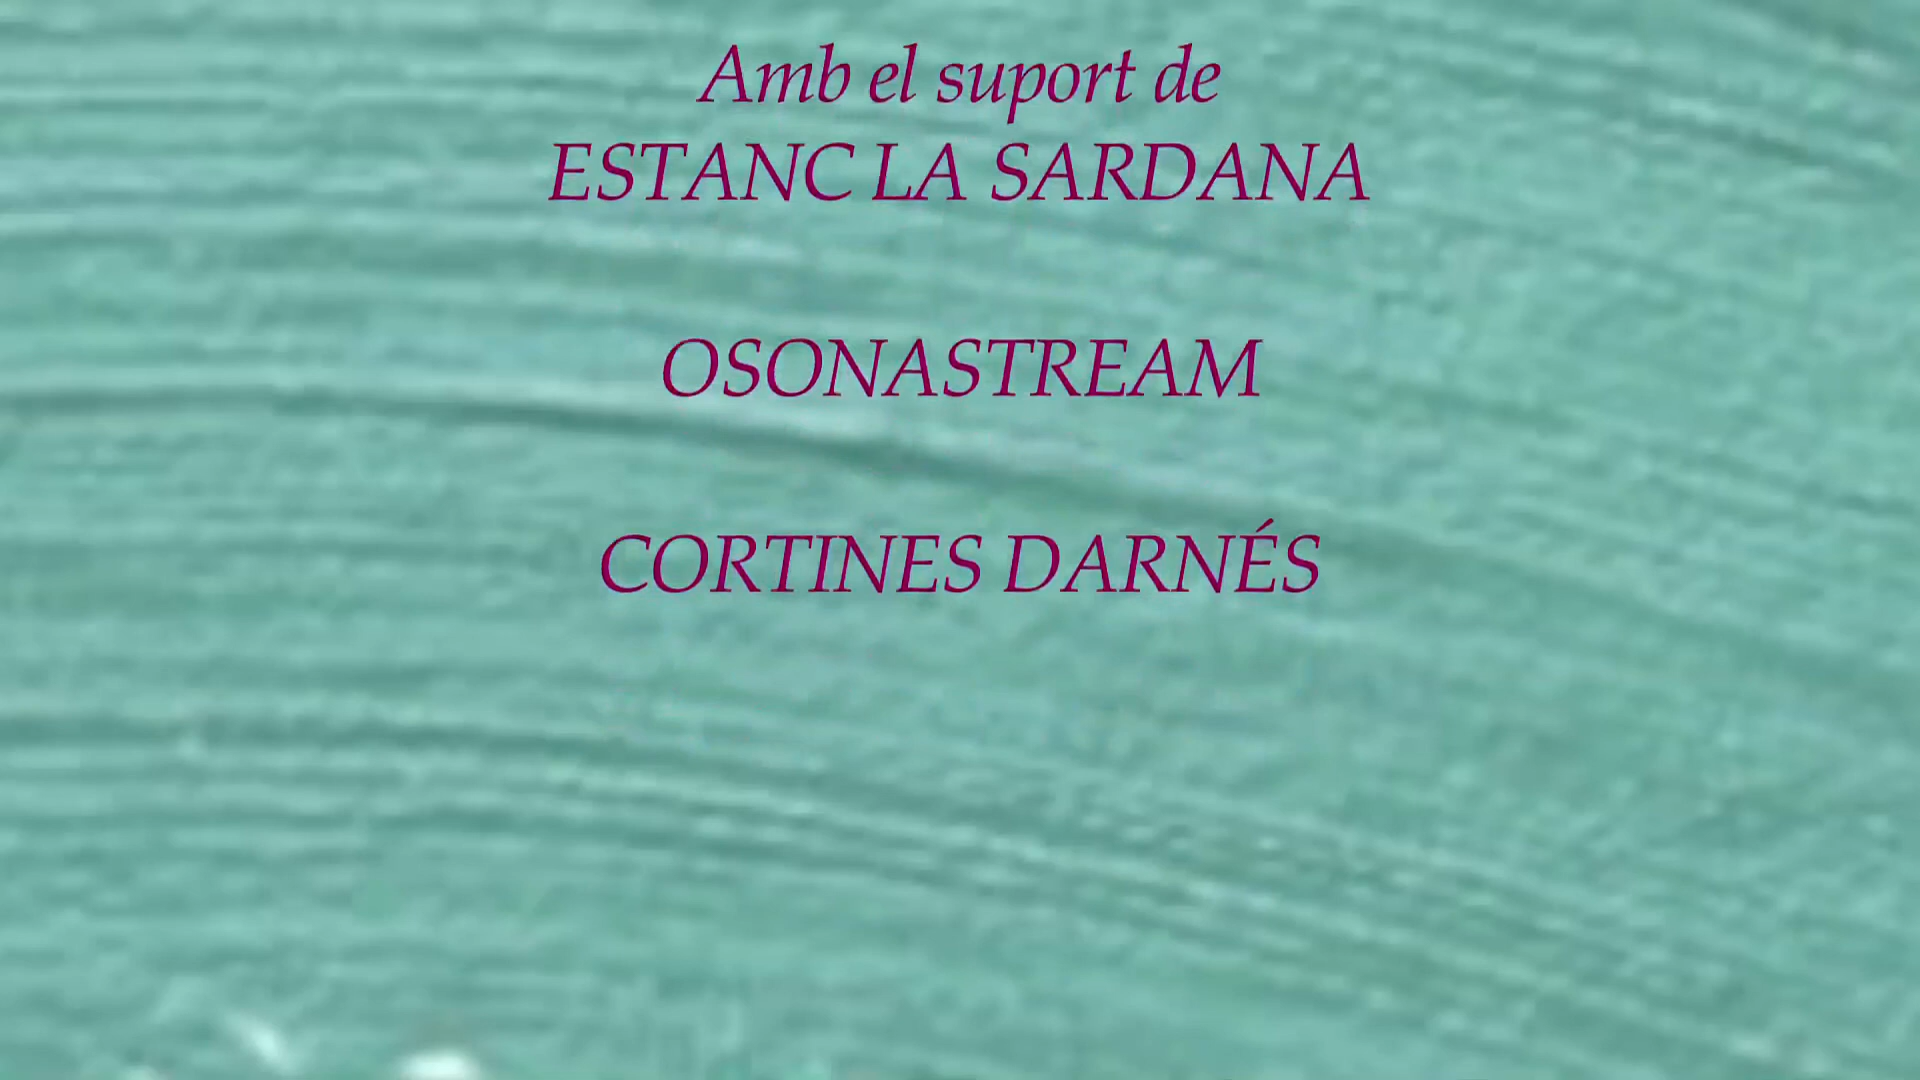 Amb el suport de
ESTANC LA SARDANA
OSONASTREAM
CORTINES DARNÉS